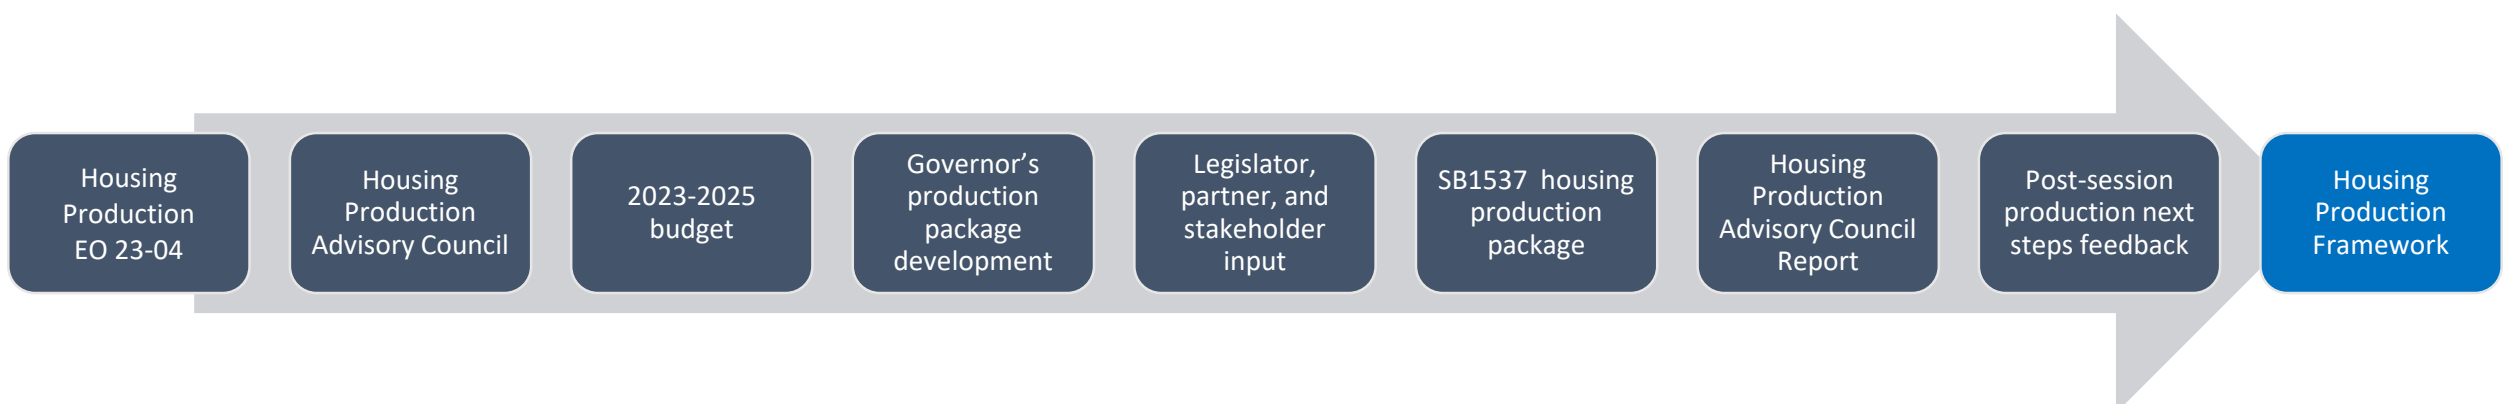 Housing
Production
EO 23-04
Housing
Production
Advisory Council
2023-2025
budget
Governor’s
production
package
development
Legislator,
partner, and
stakeholder
input
SB1537  housing
production
package
Housing
Production
Advisory Council
Report
Post-session
production next
steps feedback
Housing
Production
Framework